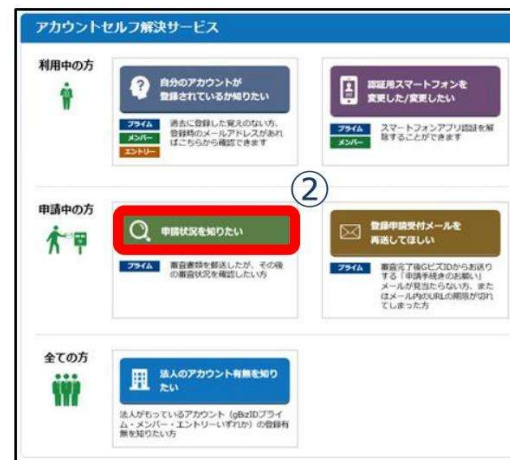 アカウントセルフ解決サービス
利用中の方
自分のアカウントが
登録されているか知りたい
プライム
メンバー
エントリー
過去に登録した覚えのない方、
登録時のメールアドレスがあれ
ばこちらから確認できます
認証用スマートフォンを
変更した/変更したい
プライム
メンバー
スマートフォンアプリ認証を解
除することができます
②
申請中の方
申請状況を知りたい
プライム
審査書類を郵送したが、その後
の審査状況を確認したい方
登録申請受付メールを
再送してほしい
プライム
審査完了後GビズIDからお送り
する「申請手続きのお願い」
メールが見当たらない方、また
はメール内のURLの期限が切れ
てしまった方
全ての方
法人のアカウント有無を知り
たい
法人がもっているアカウント（gBizIDプライ
ム・メンバー・エントリーいずれか）の登録有
無を知りたい方